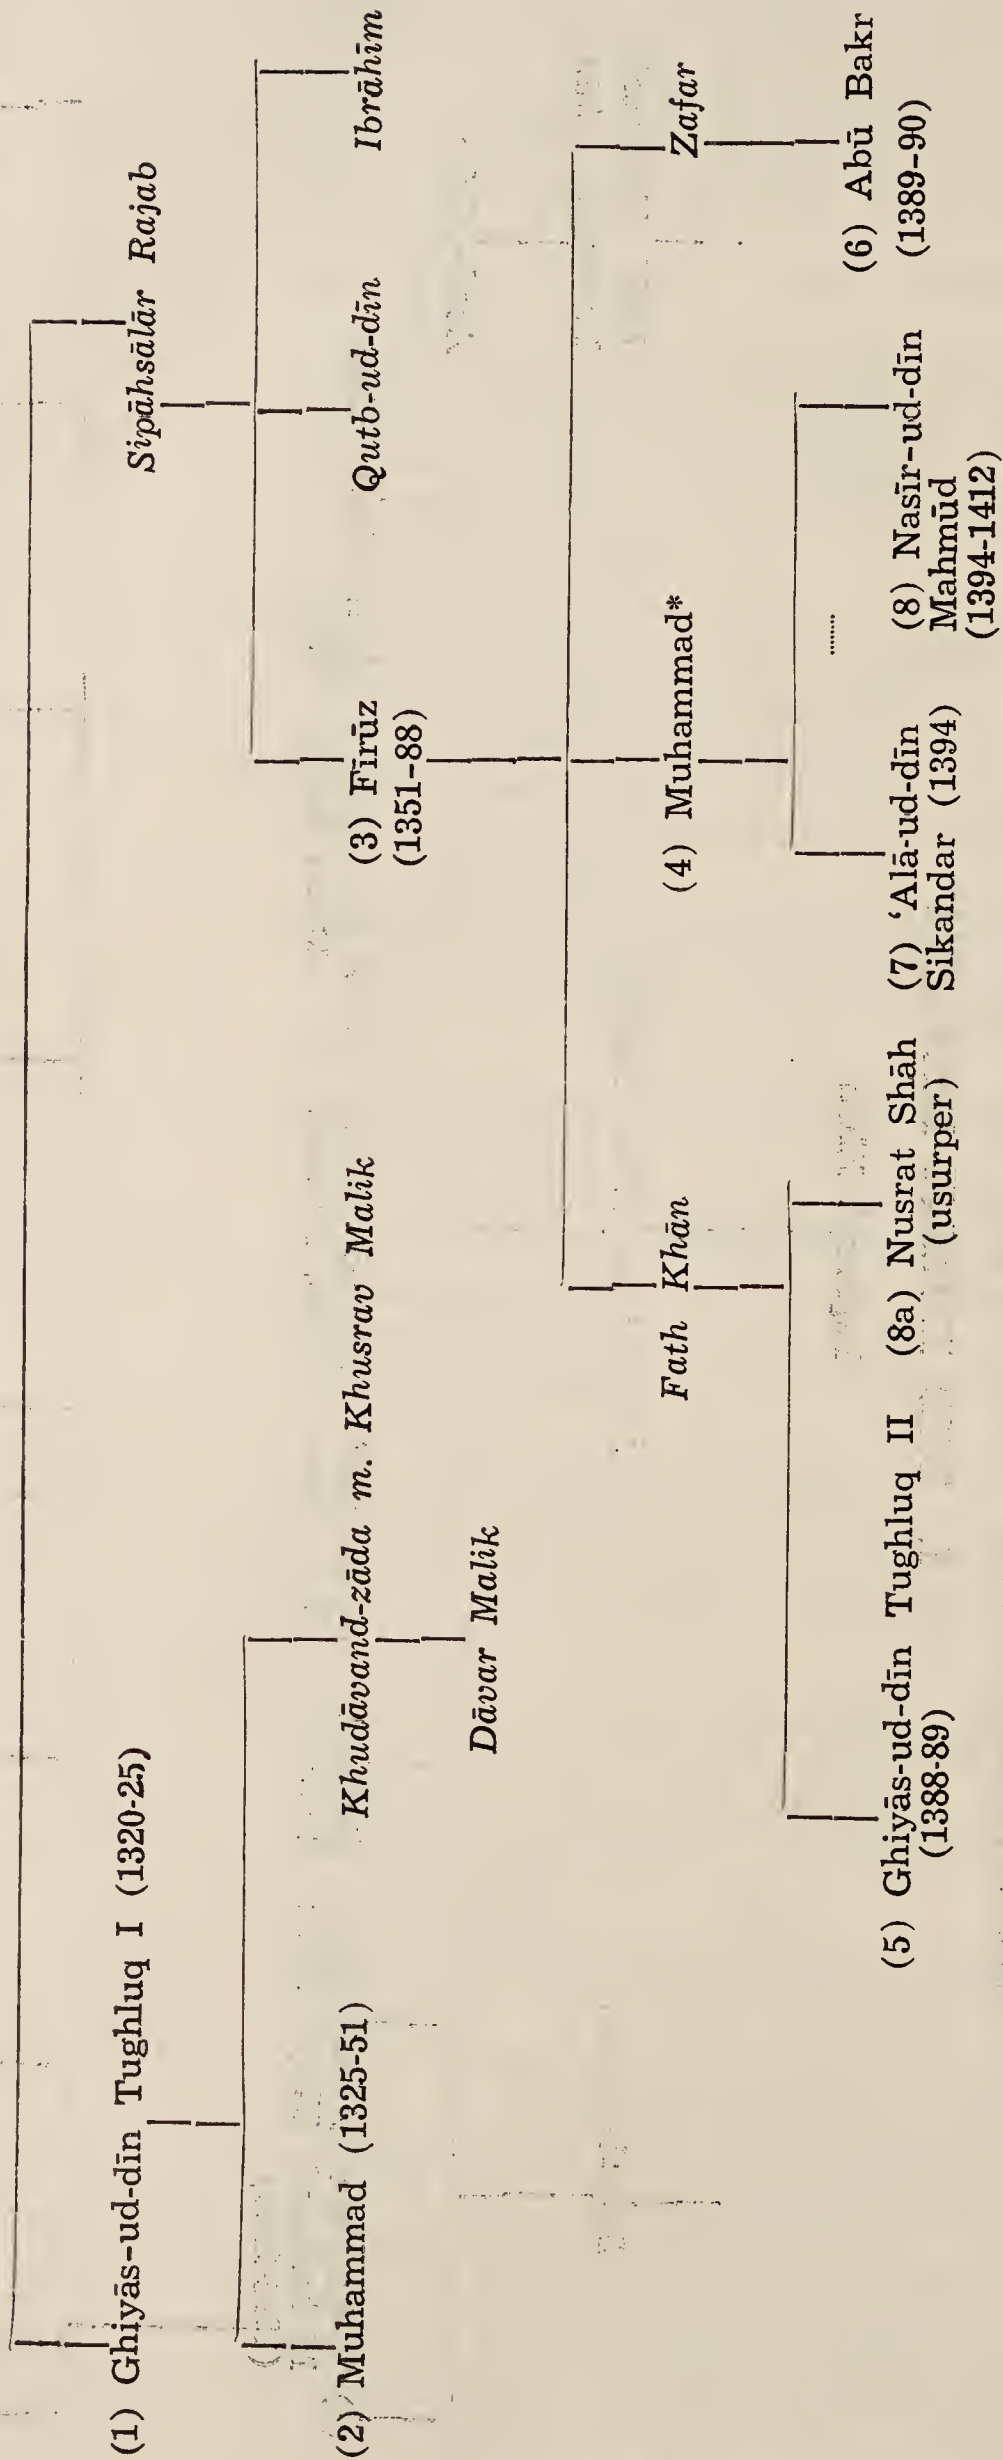 (1) Ghiyās-ud-dīn Tughluq I (1320-25)
Sipāhsālār Rajab
(2) Muhammad (1325-51)
Khudāvand-zāda m. Khusrav Malik
(3) Fīrūz
(1351-88)
Qutb-ud-dīn
Ibrāhīm
Dāvar Malik
Fath Khān
(4) Muhammad*
Zafar
(5) Ghiyās-ud-dīn Tughluq II
(1388-89)
(8a) Nusrat Shāh
(usurper)
(7) ‘Alā-ud-dīn
Sikandar (1394)
........
(8) Nasīr-ud-dīn
Mahmūd
(1394-1412)
(6) Abū Bakr
(1389-90)